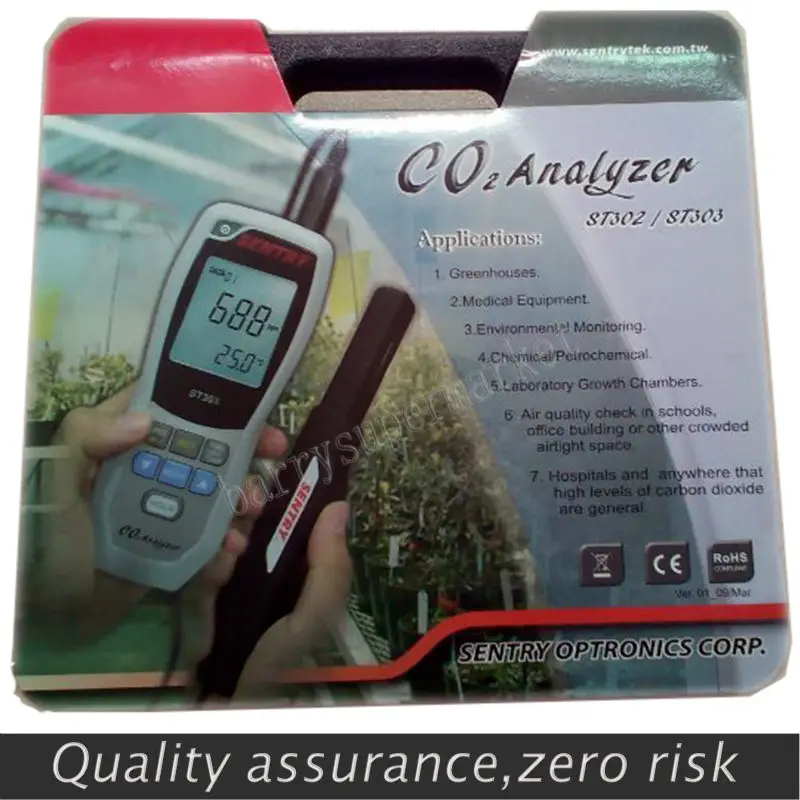 www.sentrytek.com.tw
CO2 Analyzer
ST302 / ST303
Applications:
1. Greenhouses.
2.Medical Equipment.
3.Environmental Monitoring.
4.Chemical/Petrochemical.
5.Laboratory Growth Chambers.
6. Air quality check in schools,
office building or other crowded
airtight space.
7. Hospitals and anywhere that
high levels of carbon dioxide
are general.
SENTRY
688
25.0 °C
ST30X
HOLD
CO2 Analyzer
SENTRY
barrysupermarket
CE
RoHS
COMPLIANT
Ver. 01_09/Mar.
SENTRY OPTRONICS CORP.
Quality assurance,zero risk